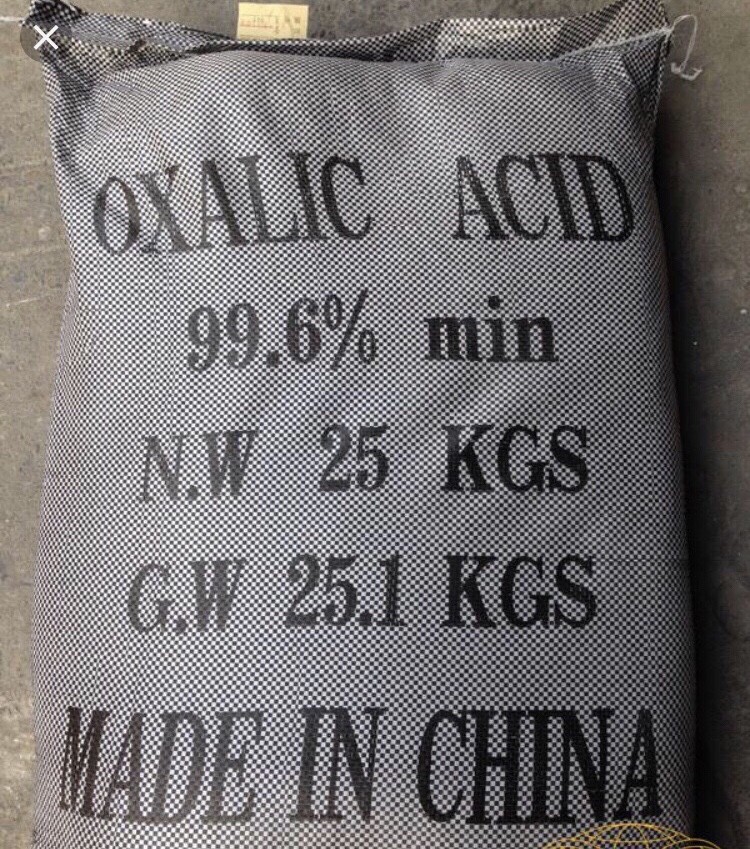 OXALIC ACID
99.6% min
N.W 25 KGS
G.W 25.1 KGS
MADE IN CHINA